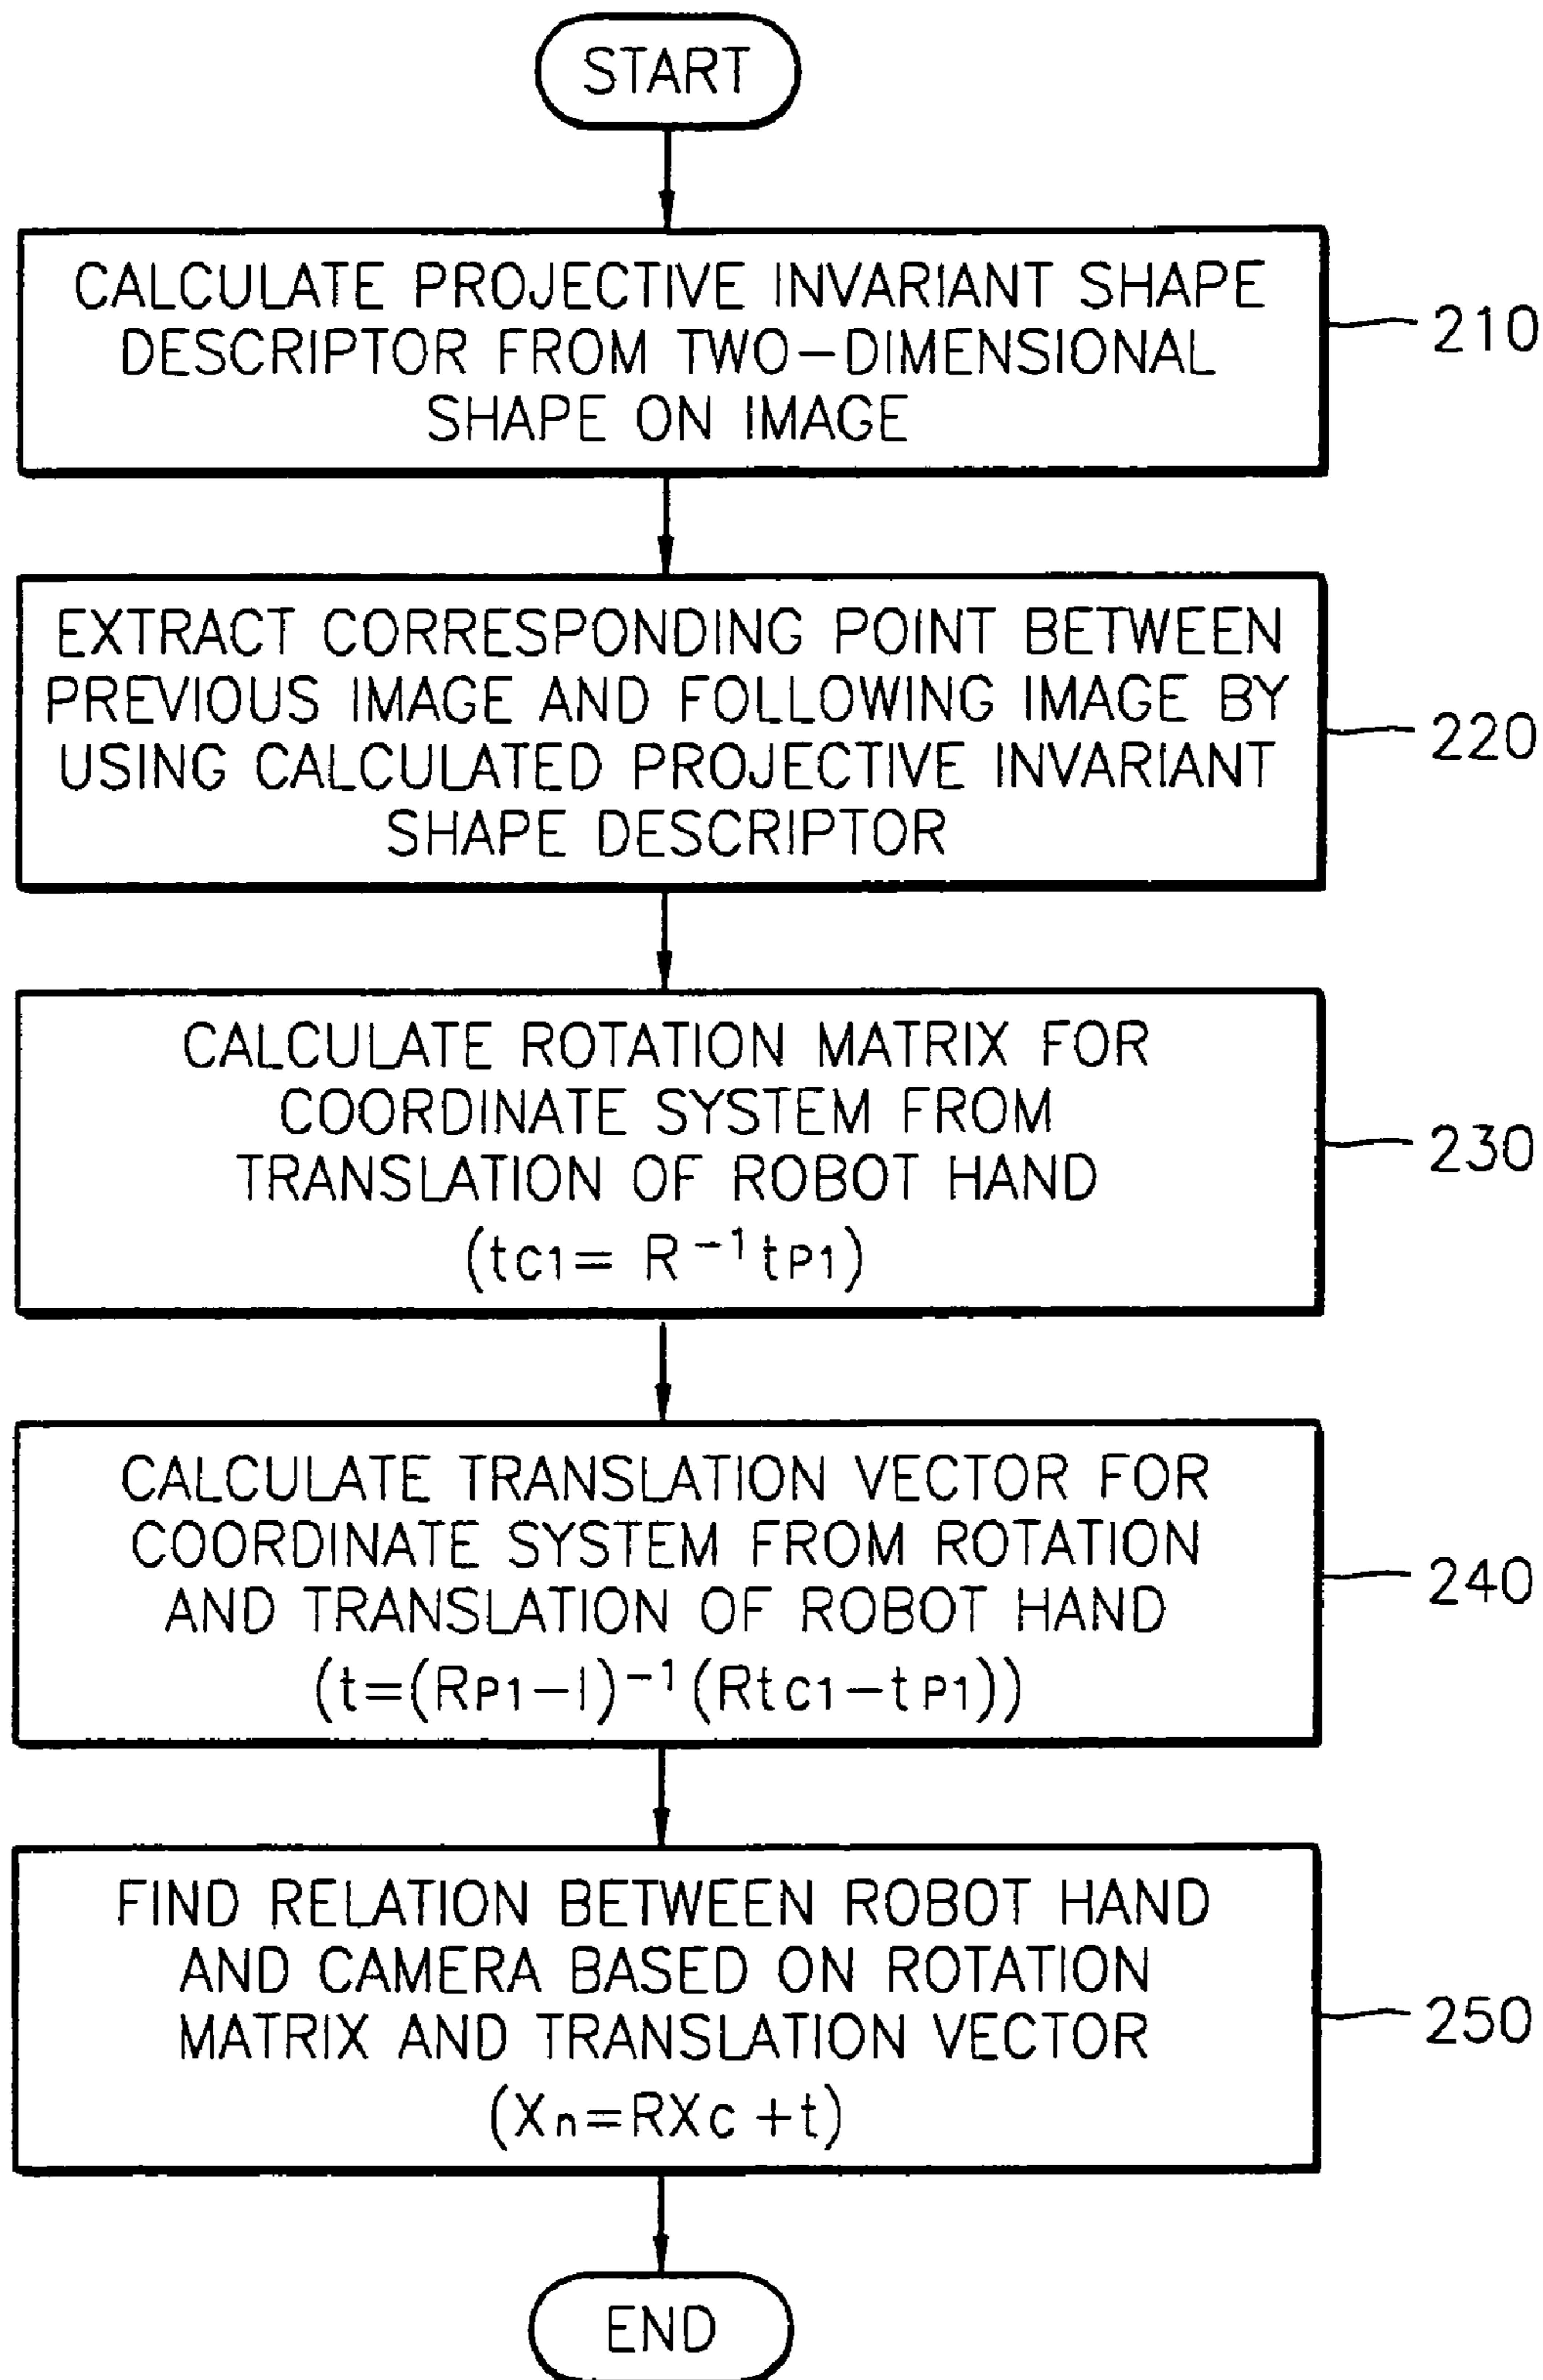 START
CALCULATE PROJECTIVE INVARIANT SHAPE
DESCRIPTOR FROM TWO-DIMENSIONAL
SHAPE ON IMAGE
210
EXTRACT CORRESPONDING POINT BETWEEN
PREVIOUS IMAGE AND FOLLOWING IMAGE BY
USING CALCULATED PROJECTIVE INVARIANT
SHAPE DESCRIPTOR
220
CALCULATE ROTATION MATRIX FOR
COORDINATE SYSTEM FROM
TRANSLATION OF ROBOT HAND
(tC1= R⁻¹tP1)
230
CALCULATE TRANSLATION VECTOR FOR
COORDINATE SYSTEM FROM ROTATION
AND TRANSLATION OF ROBOT HAND
(t=(RP1-I)⁻¹(RtC1-tP1))
240
FIND RELATION BETWEEN ROBOT HAND
AND CAMERA BASED ON ROTATION
MATRIX AND TRANSLATION VECTOR
(Xn=RXc+t)
250
END